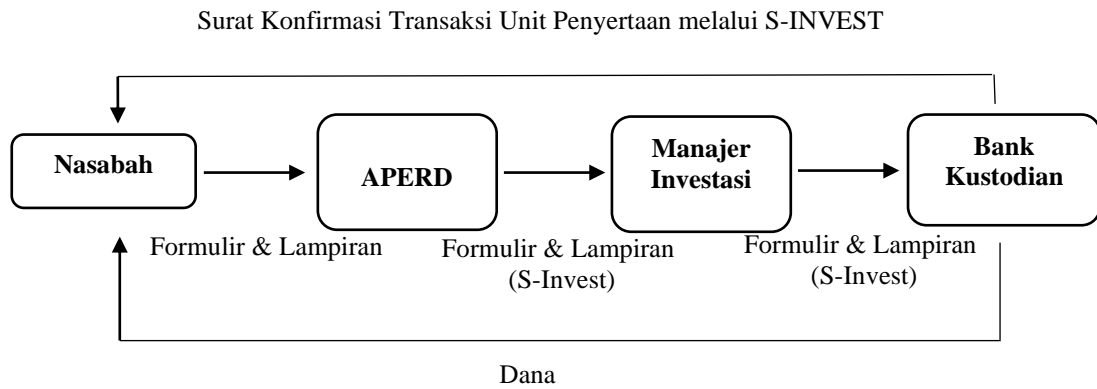 Surat Konfirmasi Transaksi Unit Penyertaan melalui S-INVEST
Nasabah
APERD
Manajer
Investasi
Bank
Kustodian
Formulir & Lampiran
Formulir & Lampiran
(S-Invest)
Formulir & Lampiran
(S-Invest)
Dana